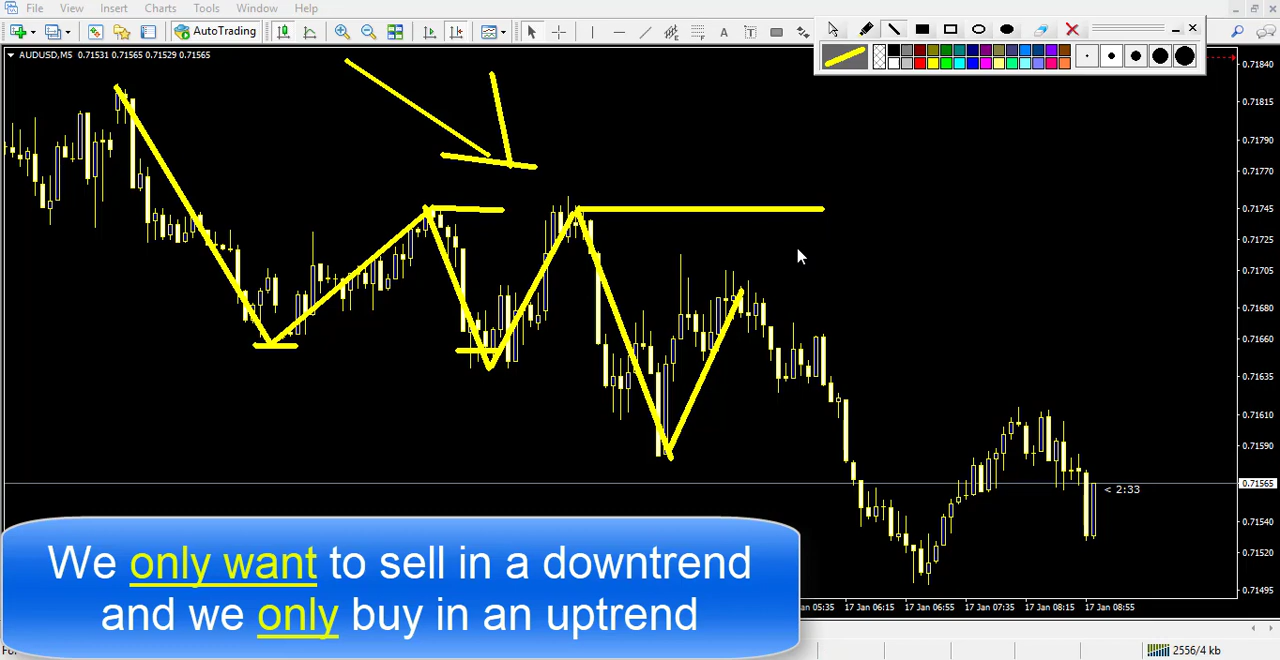 File View Insert Charts Tools Window Help
AutoTrading
AUDUSD,M5 0.71531 0.71565 0.71529 0.71565
0.71840
0.71815
0.71790
0.71770
0.71745
0.71725
0.71705
0.71680
0.71660
0.71635
0.71610
0.71590
0.71565
< 2:33
0.71540
0.71520
0.71495
We only want to sell in a downtrend
and we only buy in an uptrend
05:35 17 Jan 06:15 17 Jan 06:55 17 Jan 07:35 17 Jan 08:15 17 Jan 08:55
2556/4 kb